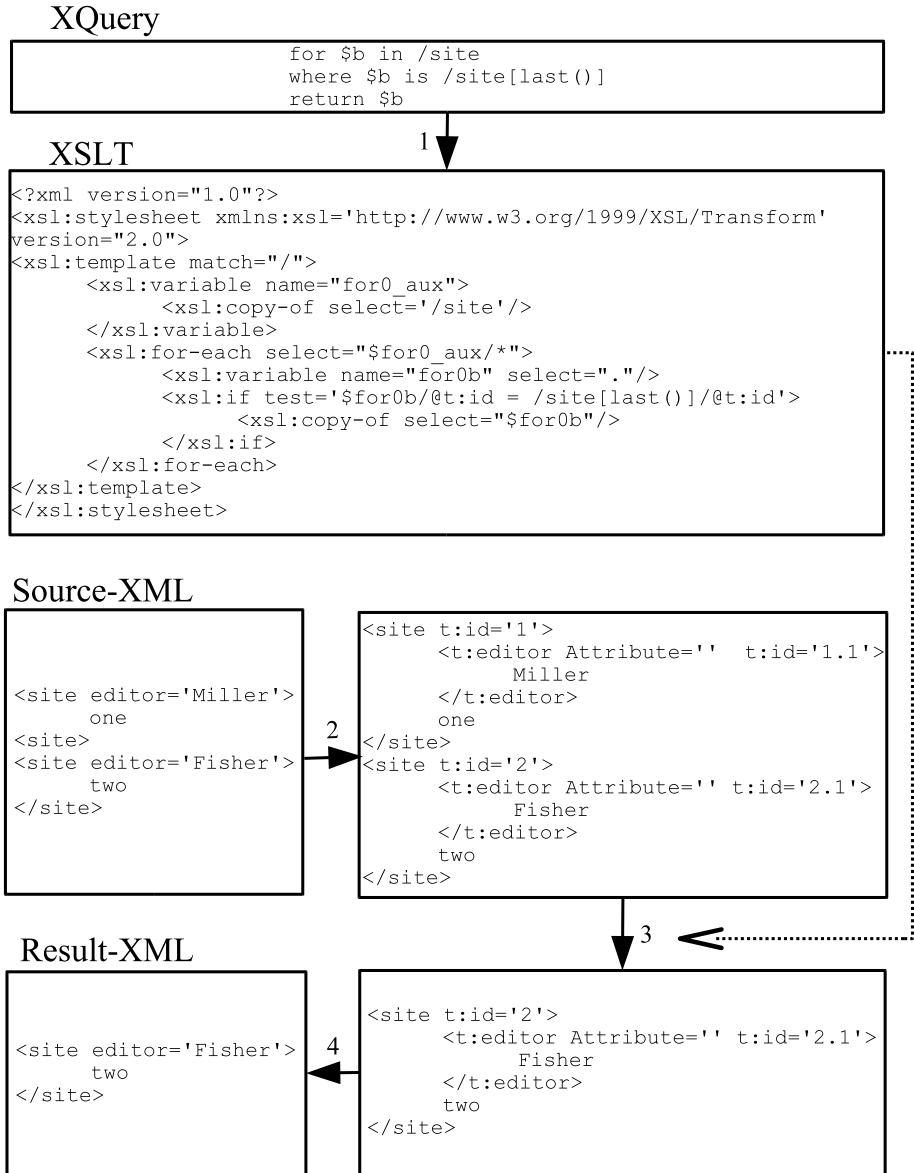 XQuery
for $b in /site
where $b is /site[last()]
return $b
1
XSLT
<?xml version="1.0"?>
<xsl:stylesheet xmlns:xsl='http://www.w3.org/1999/XSL/Transform'
version="2.0">
<xsl:template match="/">
<xsl:variable name="for0_aux">
<xsl:copy-of select='/site'/>
</xsl:variable>
<xsl:for-each select="$for0_aux/*">
<xsl:variable name="for0b" select="."/>
<xsl:if test='$for0b/@t:id = /site[last()]/@t:id'>
<xsl:copy-of select="$for0b"/>
</xsl:if>
</xsl:for-each>
</xsl:template>
</xsl:stylesheet>
Source-XML
<site editor='Miller'>
one
<site>
<site editor='Fisher'>
two
</site>
2
<site t:id='1'>
<t:editor Attribute=''  t:id='1.1'>
Miller
</t:editor>
one
</site>
<site t:id='2'>
<t:editor Attribute='' t:id='2.1'>
Fisher
</t:editor>
two
</site>
3
Result-XML
<site editor='Fisher'>
two
</site>
4
<site t:id='2'>
<t:editor Attribute='' t:id='2.1'>
Fisher
</t:editor>
two
</site>